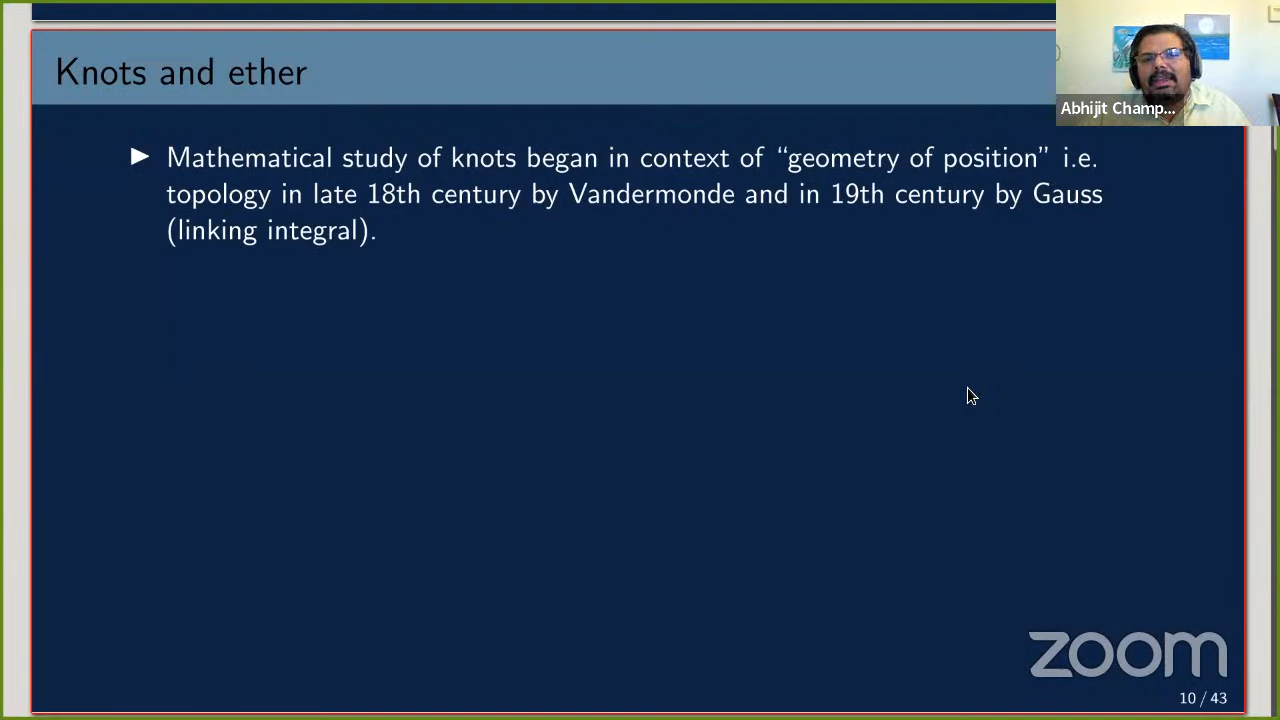 Knots and ether
Abhijit Champ...
► Mathematical study of knots began in context of “geometry of position” i.e.
topology in late 18th century by Vandermonde and in 19th century by Gauss
(linking integral).
zoom
10 / 43